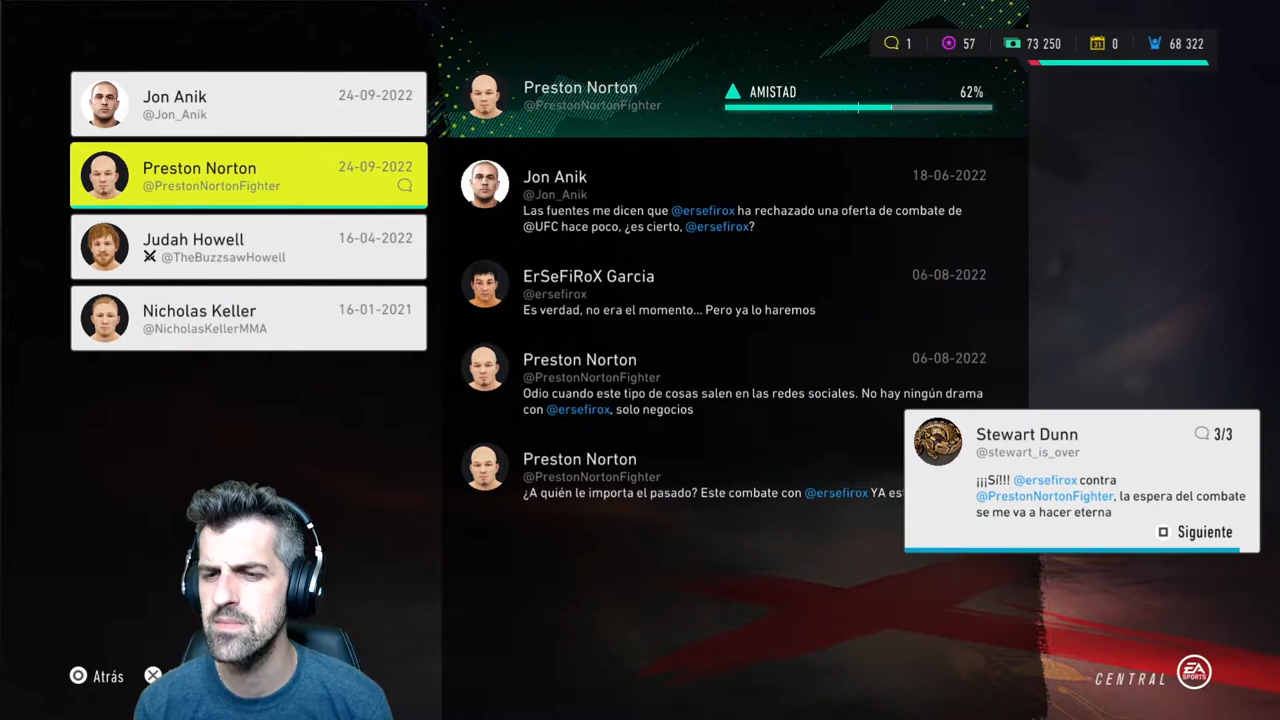 1
57
73 250
31
0
68 322
Jon Anik
24-09-2022
@Jon_Anik
Preston Norton
24-09-2022
@PrestonNortonFighter
Judah Howell
16-04-2022
@TheBuzzsawHowell
Nicholas Keller
16-01-2021
@NicholasKellerMMA
Preston Norton
@PrestonNortonFighter
AMISTAD
62%
Jon Anik
18-06-2022
@Jon_Anik
Las fuentes me dicen que @ersefirox ha rechazado una oferta de combate de
@UFC hace poco, ¿es cierto, @ersefirox?
ErSeFiRoX Garcia
06-08-2022
@ersefirox
Es verdad, no era el momento... Pero ya lo haremos
Preston Norton
06-08-2022
@PrestonNortonFighter
Odio cuando este tipo de cosas salen en las redes sociales. No hay ningún drama
con @ersefirox, solo negocios
Preston Norton
@PrestonNortonFighter
¿A quién le importa el pasado? Este combate con @ersefirox YA es
Stewart Dunn
3/3
@stewart_is_over
¡¡¡Sí!!! @ersefirox contra
@PrestonNortonFighter, la espera del combate
se me va a hacer eterna
Siguiente
Atrás
CENTRAL
EA
SPORTS